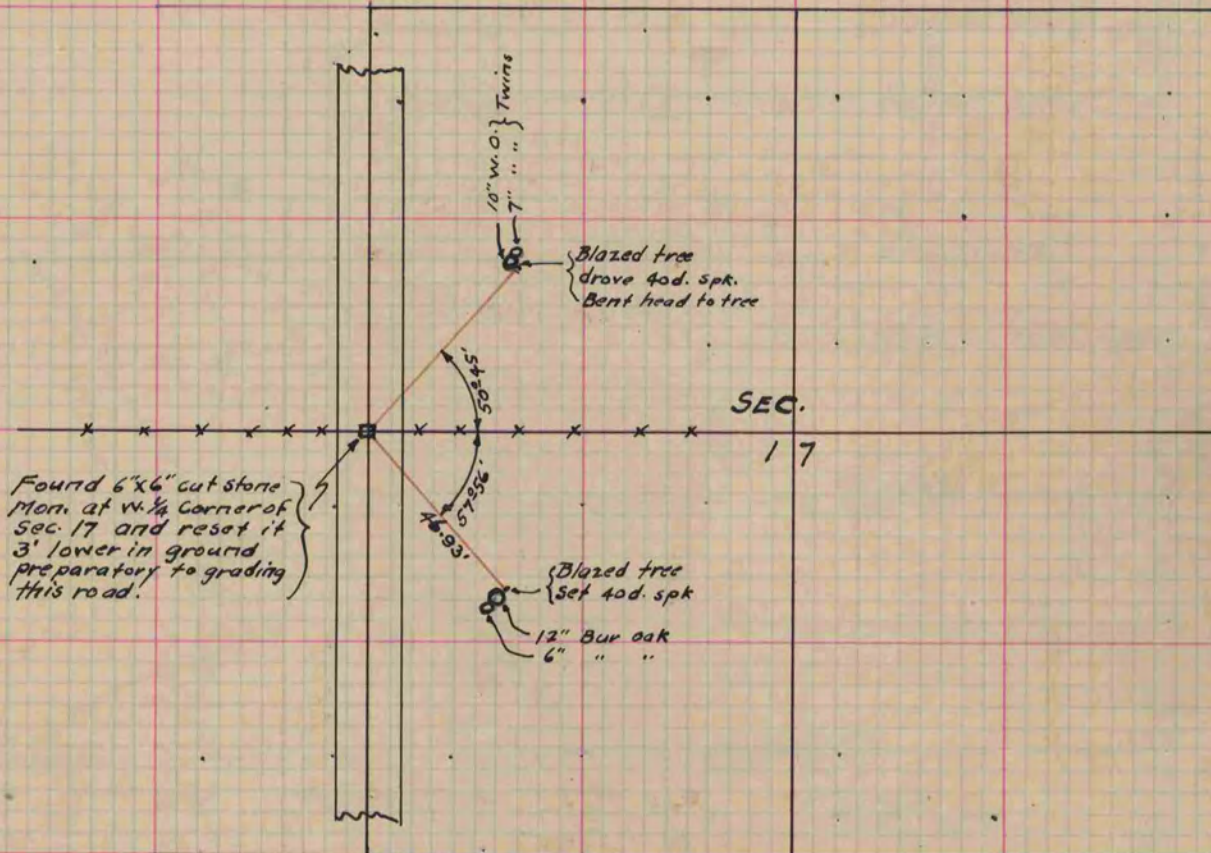 10" W.O. } Twins
7" " "
Blazed tree
drove 40d. spk.
Bent head to tree
50°45'
SEC.
17
57°56'
46.93'
Found 6"x6" cut stone
Mon. at W. ¼ Corner of
Sec. 17 and reset it
3' lower in ground
preparatory to grading
this road.
Blazed tree
Set 40d. spk
12" Bur oak
6" " "